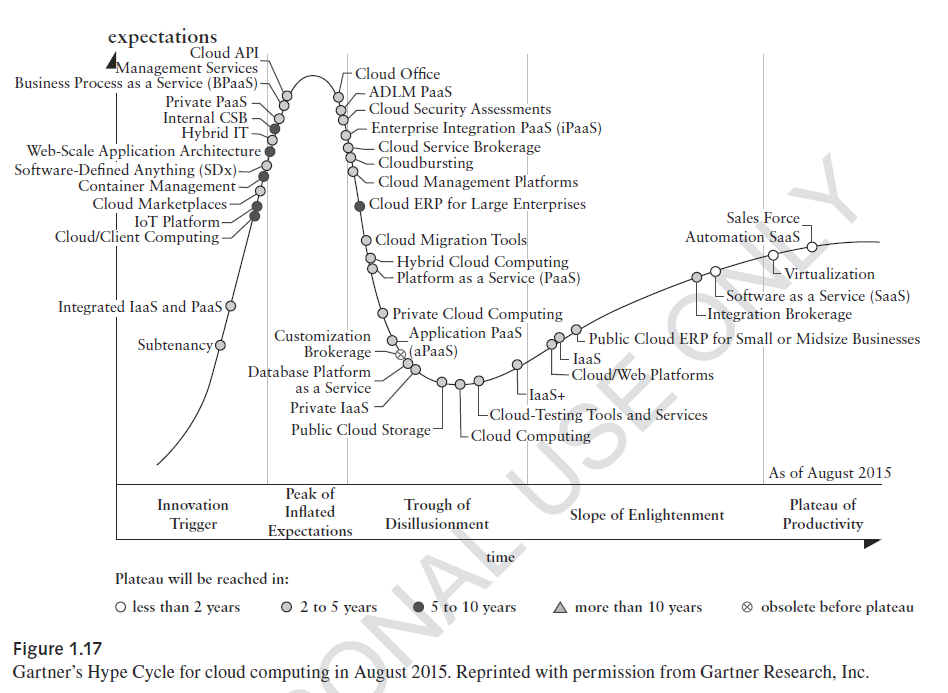 expectations
Cloud API
Management Services
Business Process as a Service (BPaaS)
Private PaaS
Internal CSB
Hybrid IT
Web-Scale Application Architecture
Software-Defined Anything (SDx)
Container Management
Cloud Marketplaces
IoT Platform
Cloud/Client Computing
Integrated IaaS and PaaS
Subtenancy
Cloud Office
ADLM PaaS
Cloud Security Assessments
Enterprise Integration PaaS (iPaaS)
Cloud Service Brokerage
Cloudbursting
Cloud Management Platforms
Cloud ERP for Large Enterprises
Cloud Migration Tools
Hybrid Cloud Computing
Platform as a Service (PaaS)
Private Cloud Computing
Application PaaS
(aPaaS)
Customization
Brokerage
Database Platform
as a Service
Private IaaS
Public Cloud Storage
Cloud Computing
Cloud-Testing Tools and Services
IaaS+
Cloud/Web Platforms
IaaS
Public Cloud ERP for Small or Midsize Businesses
Integration Brokerage
Software as a Service (SaaS)
Virtualization
Sales Force
Automation SaaS
As of August 2015
Innovation
Trigger
Peak of
Inflated
Expectations
Trough of
Disillusionment
Slope of Enlightenment
Plateau of
Productivity
time
Plateau will be reached in:
less than 2 years
2 to 5 years
5 to 10 years
more than 10 years
obsolete before plateau
Figure 1.17
Gartner’s Hype Cycle for cloud computing in August 2015. Reprinted with permission from Gartner Research, Inc.
ONAL USE ONLY